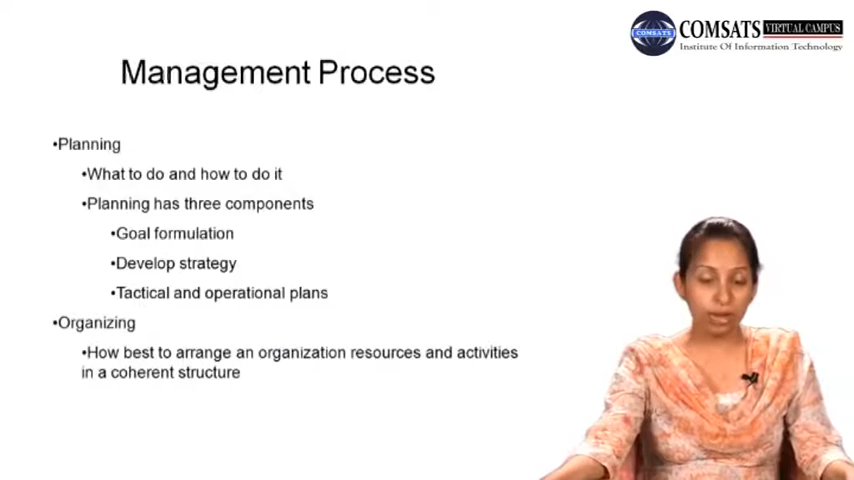 COMSATS VIRTUAL CAMPUS
COMSATS
Institute Of Information Technology
Management Process
•Planning
•What to do and how to do it
•Planning has three components
•Goal formulation
•Develop strategy
•Tactical and operational plans
•Organizing
•How best to arrange an organization resources and activities
in a coherent structure